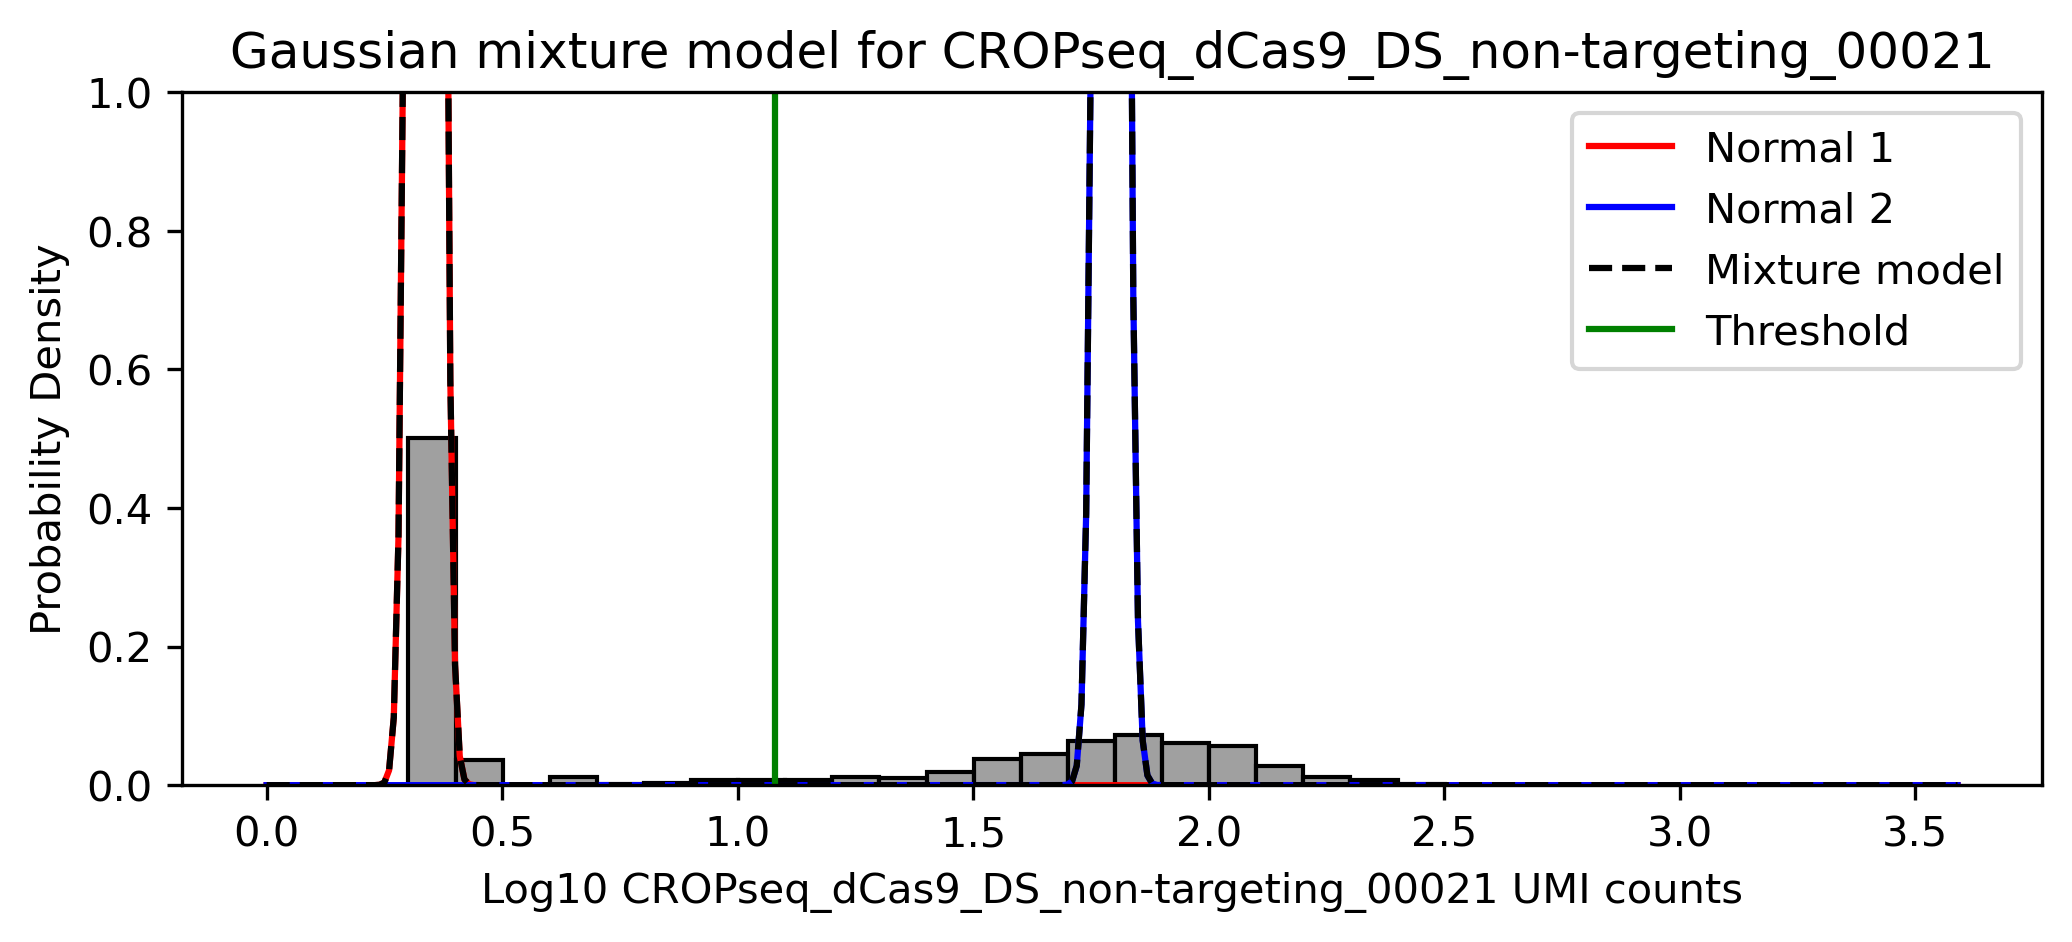 Gaussian mixture model for CROPseq_dCas9_DS_non-targeting_00021
1.0
0.8
0.6
0.4
0.2
0.0
Probability Density
Normal 1
Normal 2
Mixture model
Threshold
0.0 0.5 1.0 1.5 2.0 2.5 3.0 3.5
Log10 CROPseq_dCas9_DS_non-targeting_00021 UMI counts